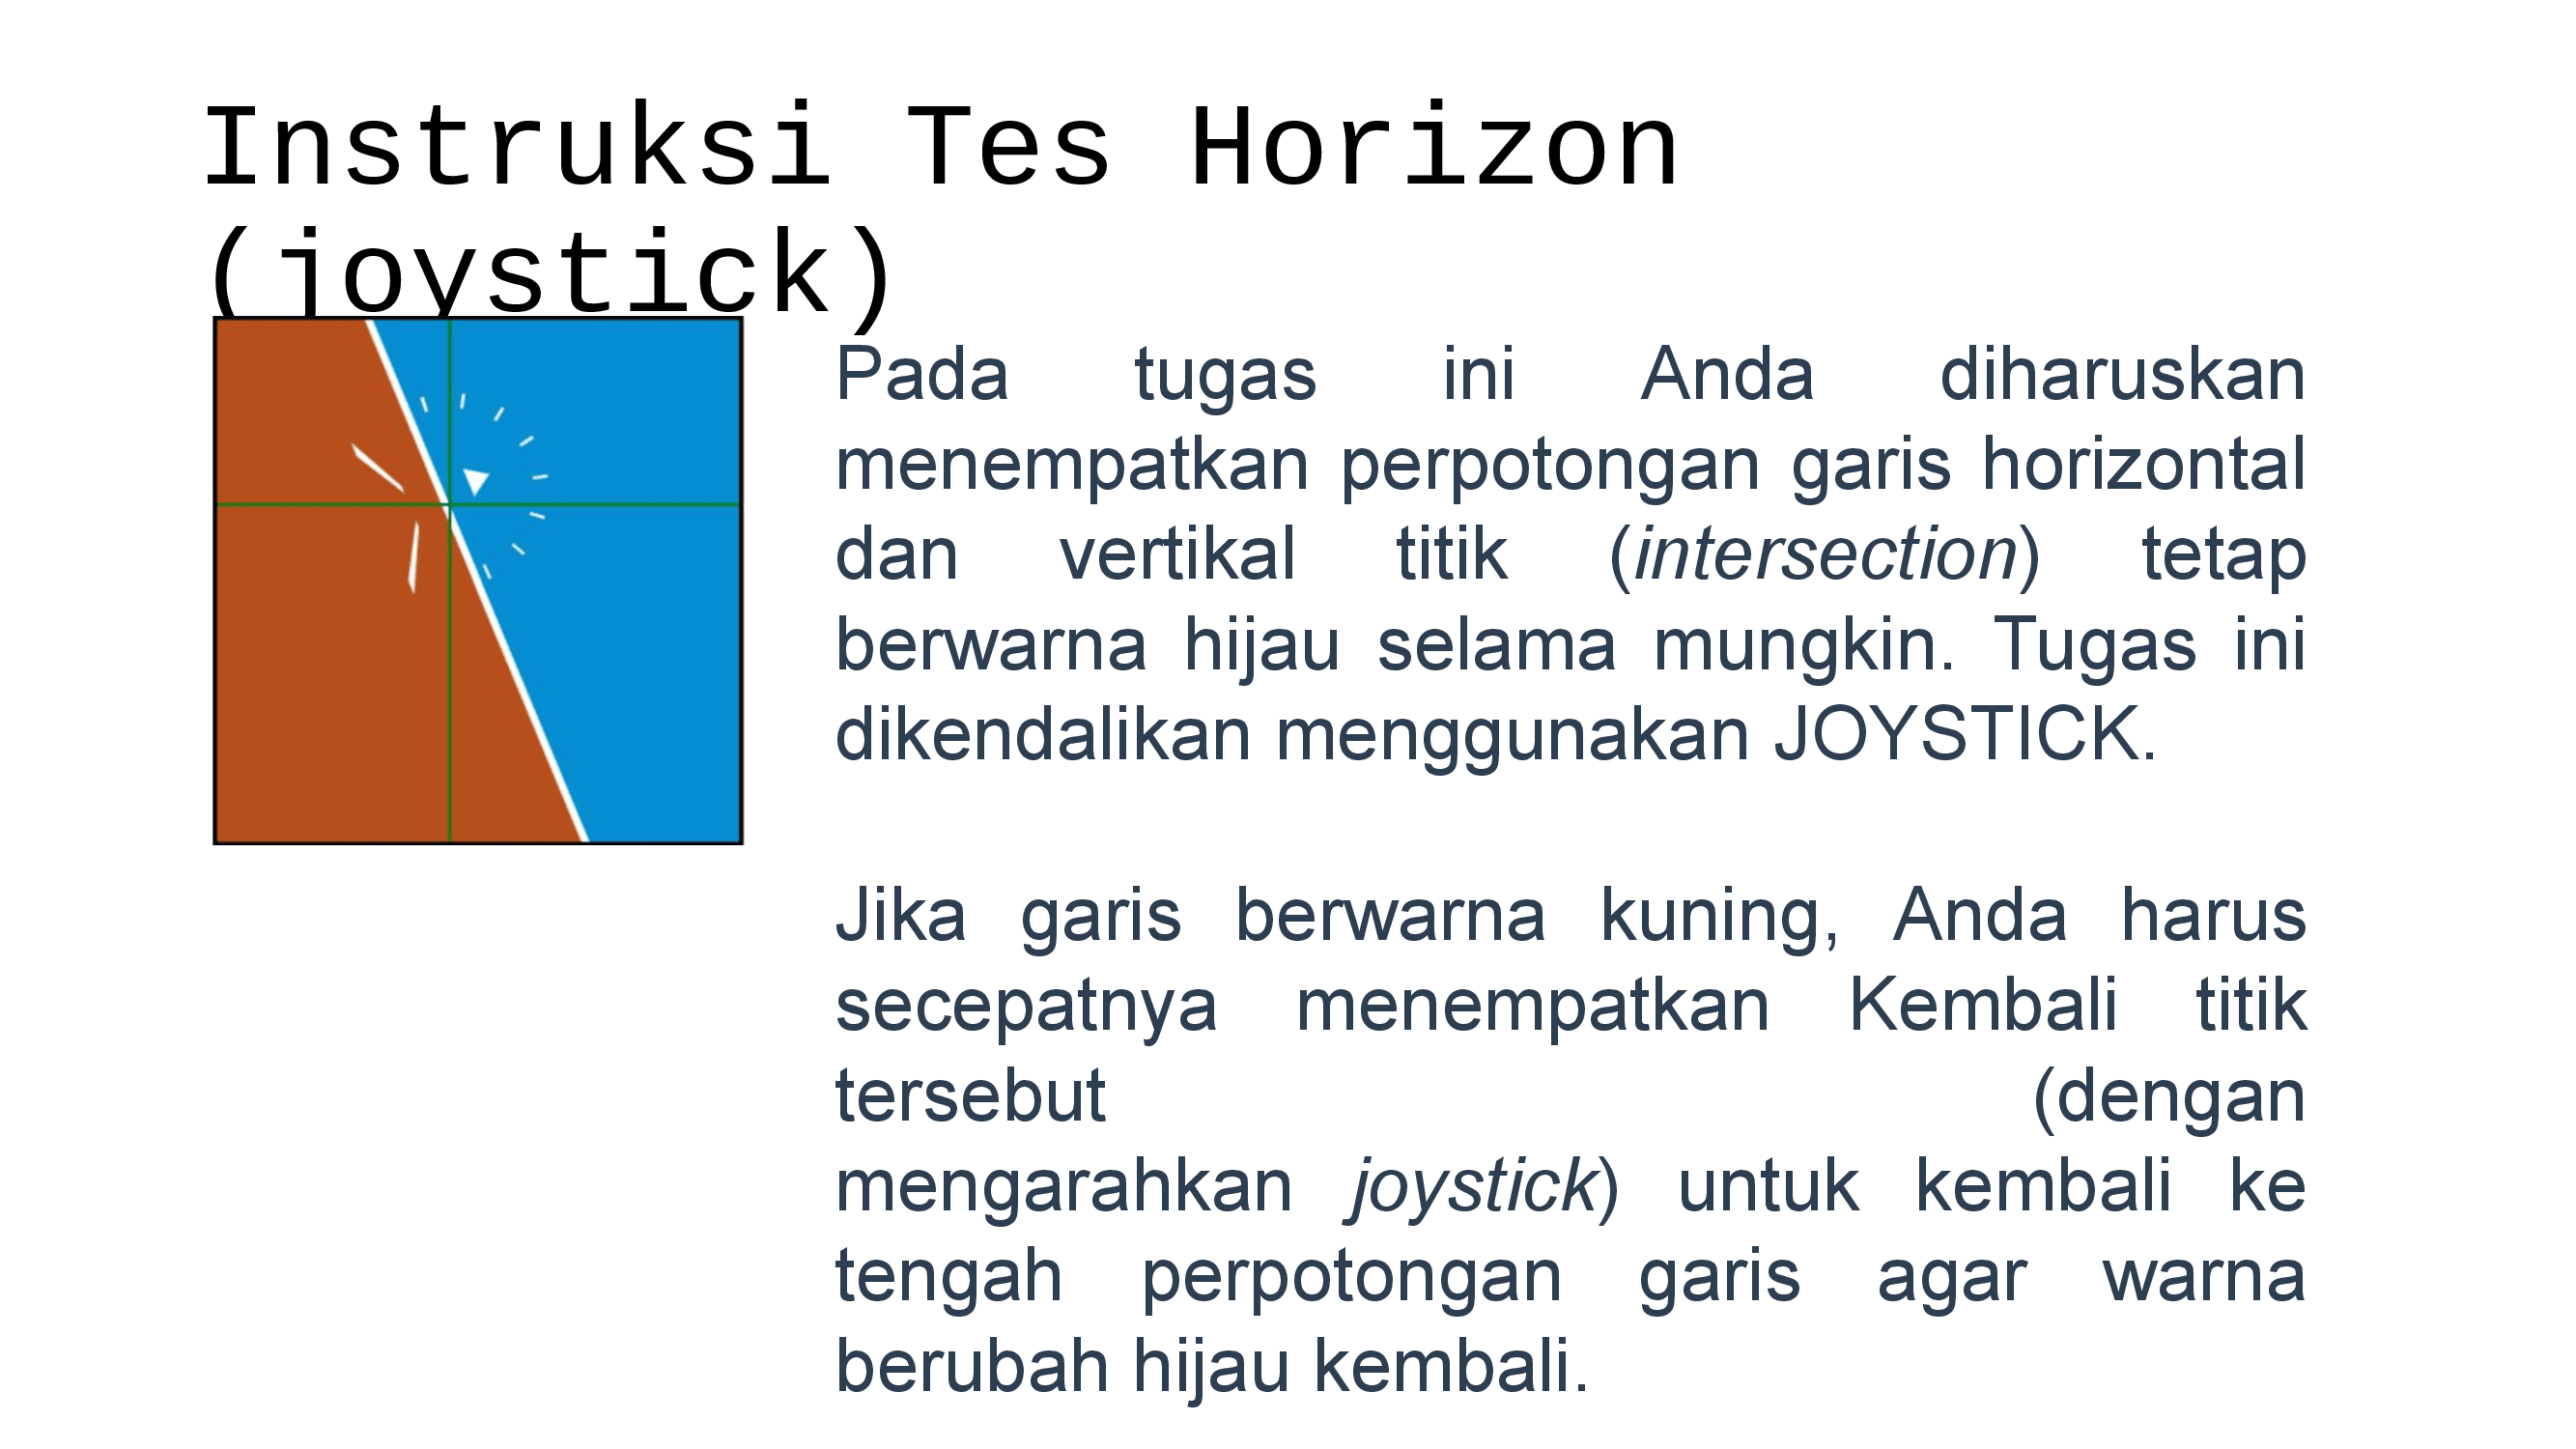 Instruksi Tes Horizon
(joystick)
Pada tugas ini Anda diharuskan
menempatkan perpotongan garis horizontal
dan vertikal titik (intersection) tetap
berwarna hijau selama mungkin. Tugas ini
dikendalikan menggunakan JOYSTICK.
Jika garis berwarna kuning, Anda harus
secepatnya menempatkan Kembali titik
tersebut (dengan
mengarahkan joystick) untuk kembali ke
tengah perpotongan garis agar warna
berubah hijau kembali.